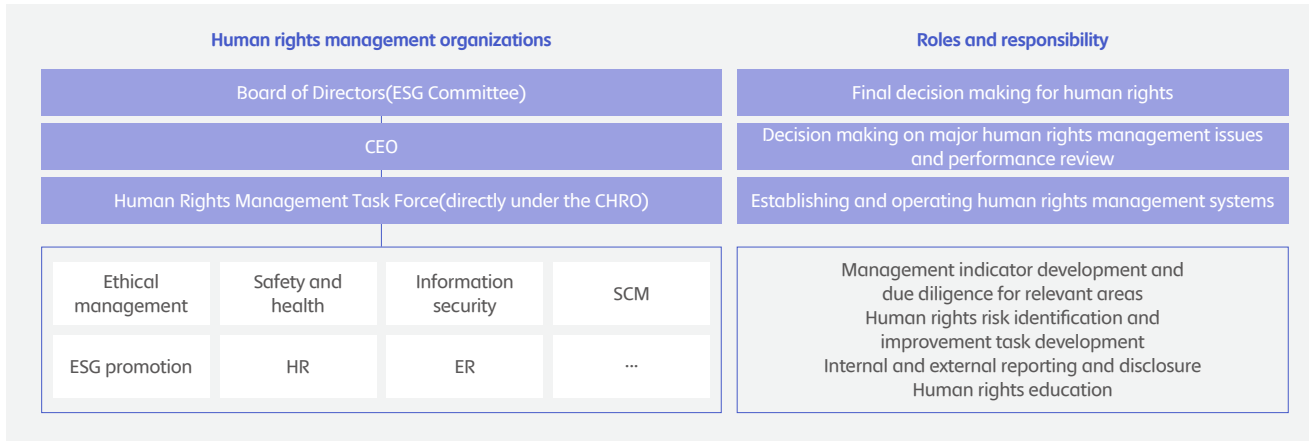 Human rights management organizations
Roles and responsibility
Board of Directors(ESG Committee)
Final decision making for human rights
CEO
Decision making on major human rights management issues
and performance review
Human Rights Management Task Force(directly under the CHRO)
Establishing and operating human rights management systems
Ethical
management
Safety and
health
Information
security
SCM
ESG promotion
HR
ER
...
Management indicator development and
due diligence for relevant areas
Human rights risk identification and
improvement task development
Internal and external reporting and disclosure
Human rights education